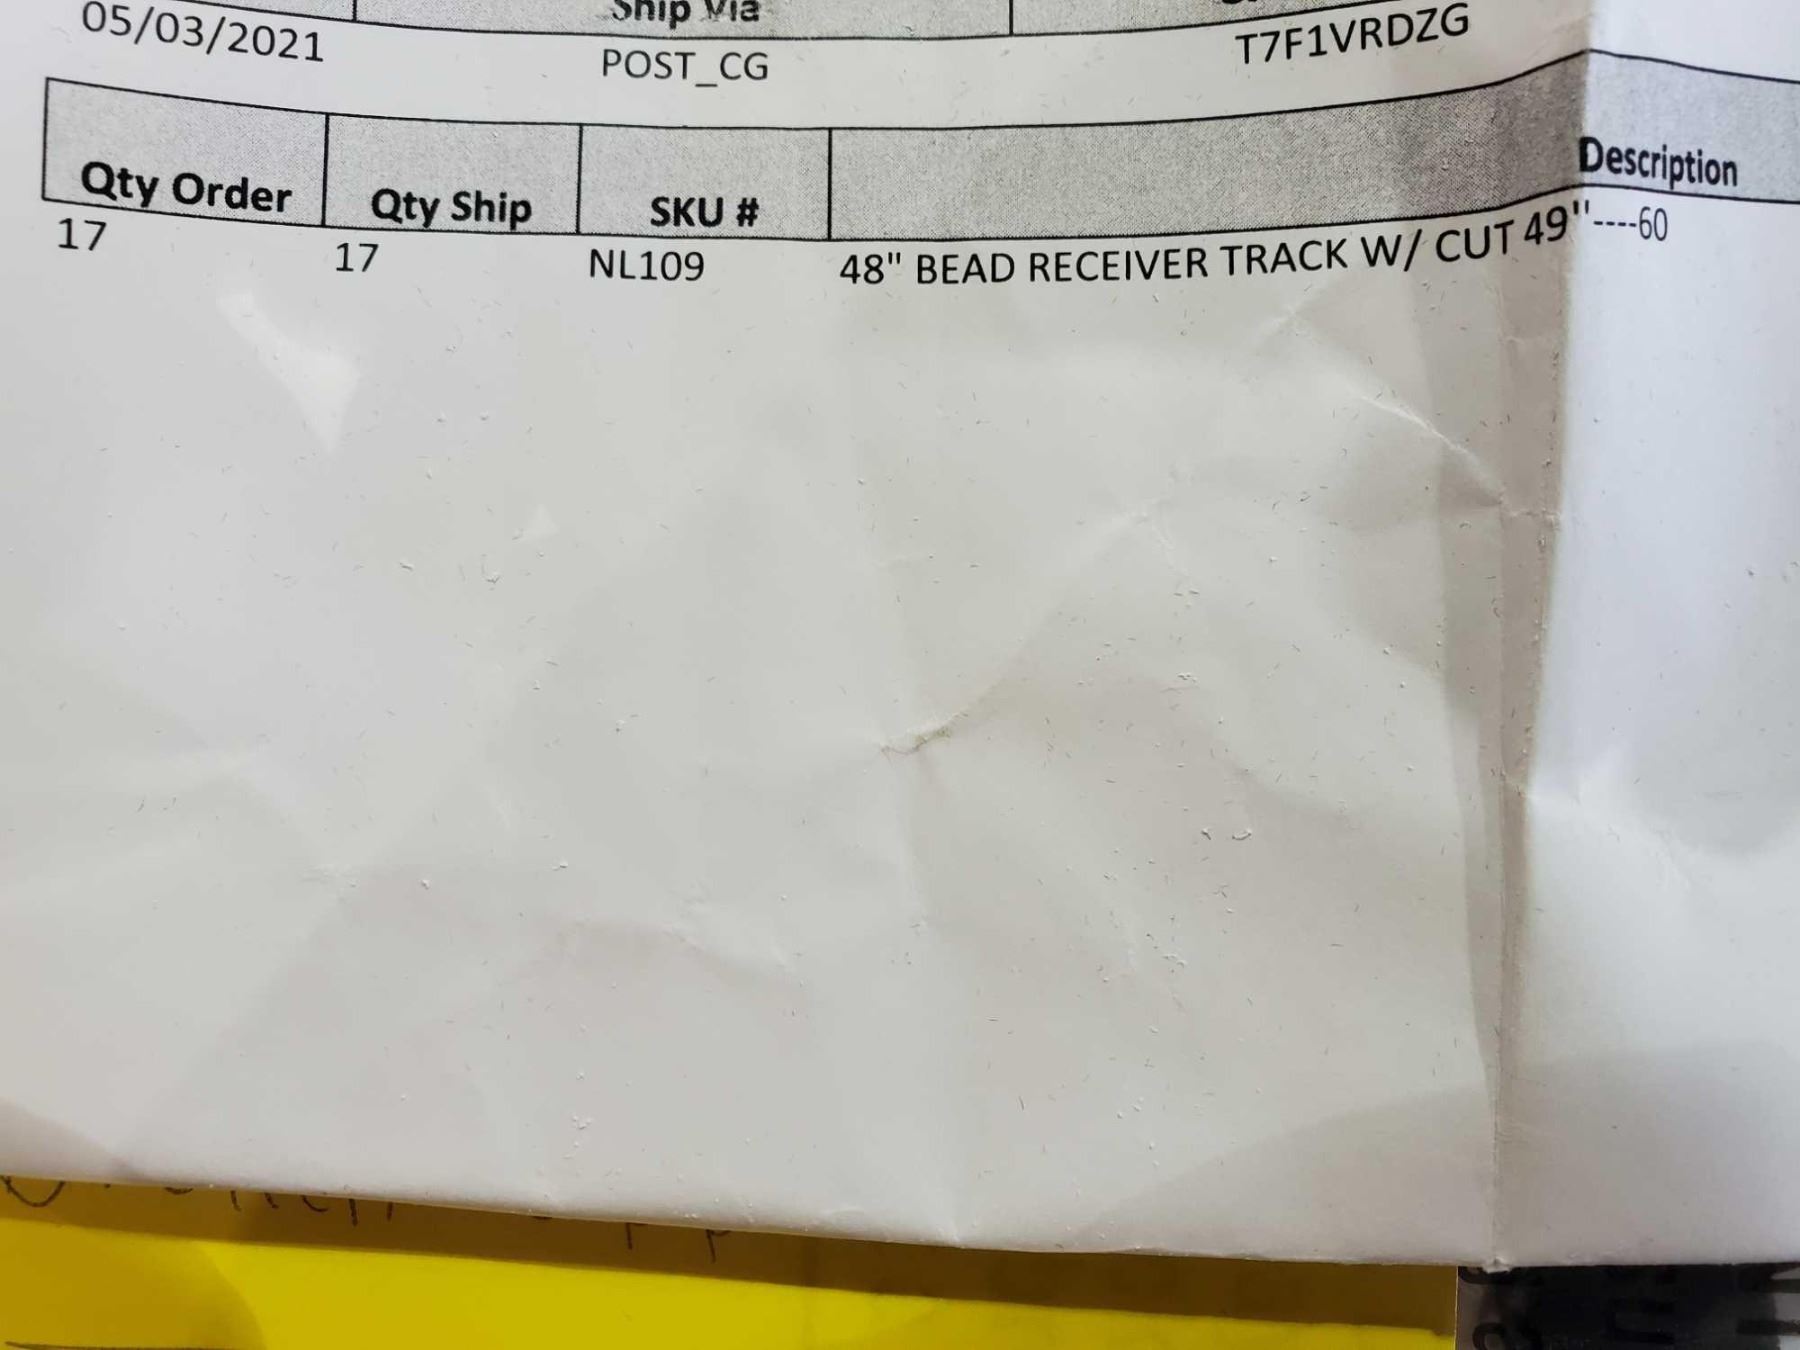 Ship Via
05/03/2021 POST_CG T7F1VRDZG
Qty Order Qty Ship SKU # Description
17 17 NL109 48" BEAD RECEIVER TRACK W/ CUT 49"----60